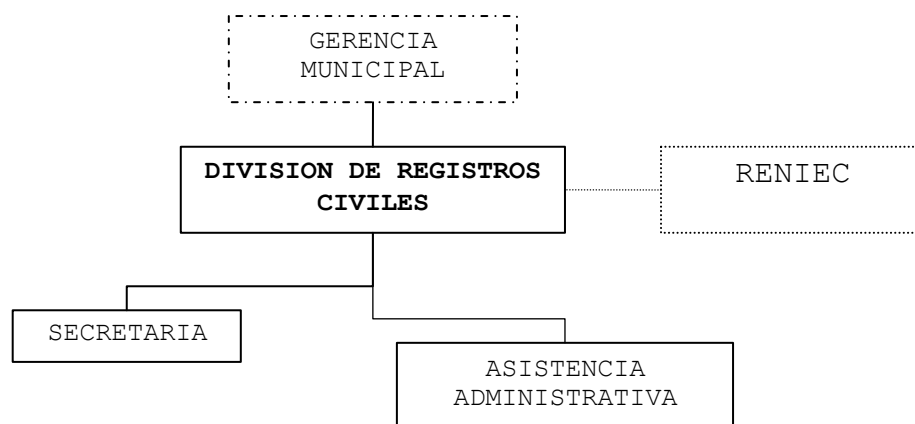 GERENCIA
MUNICIPAL
DIVISION DE REGISTROS
CIVILES
RENIEC
SECRETARIA
ASISTENCIA
ADMINISTRATIVA